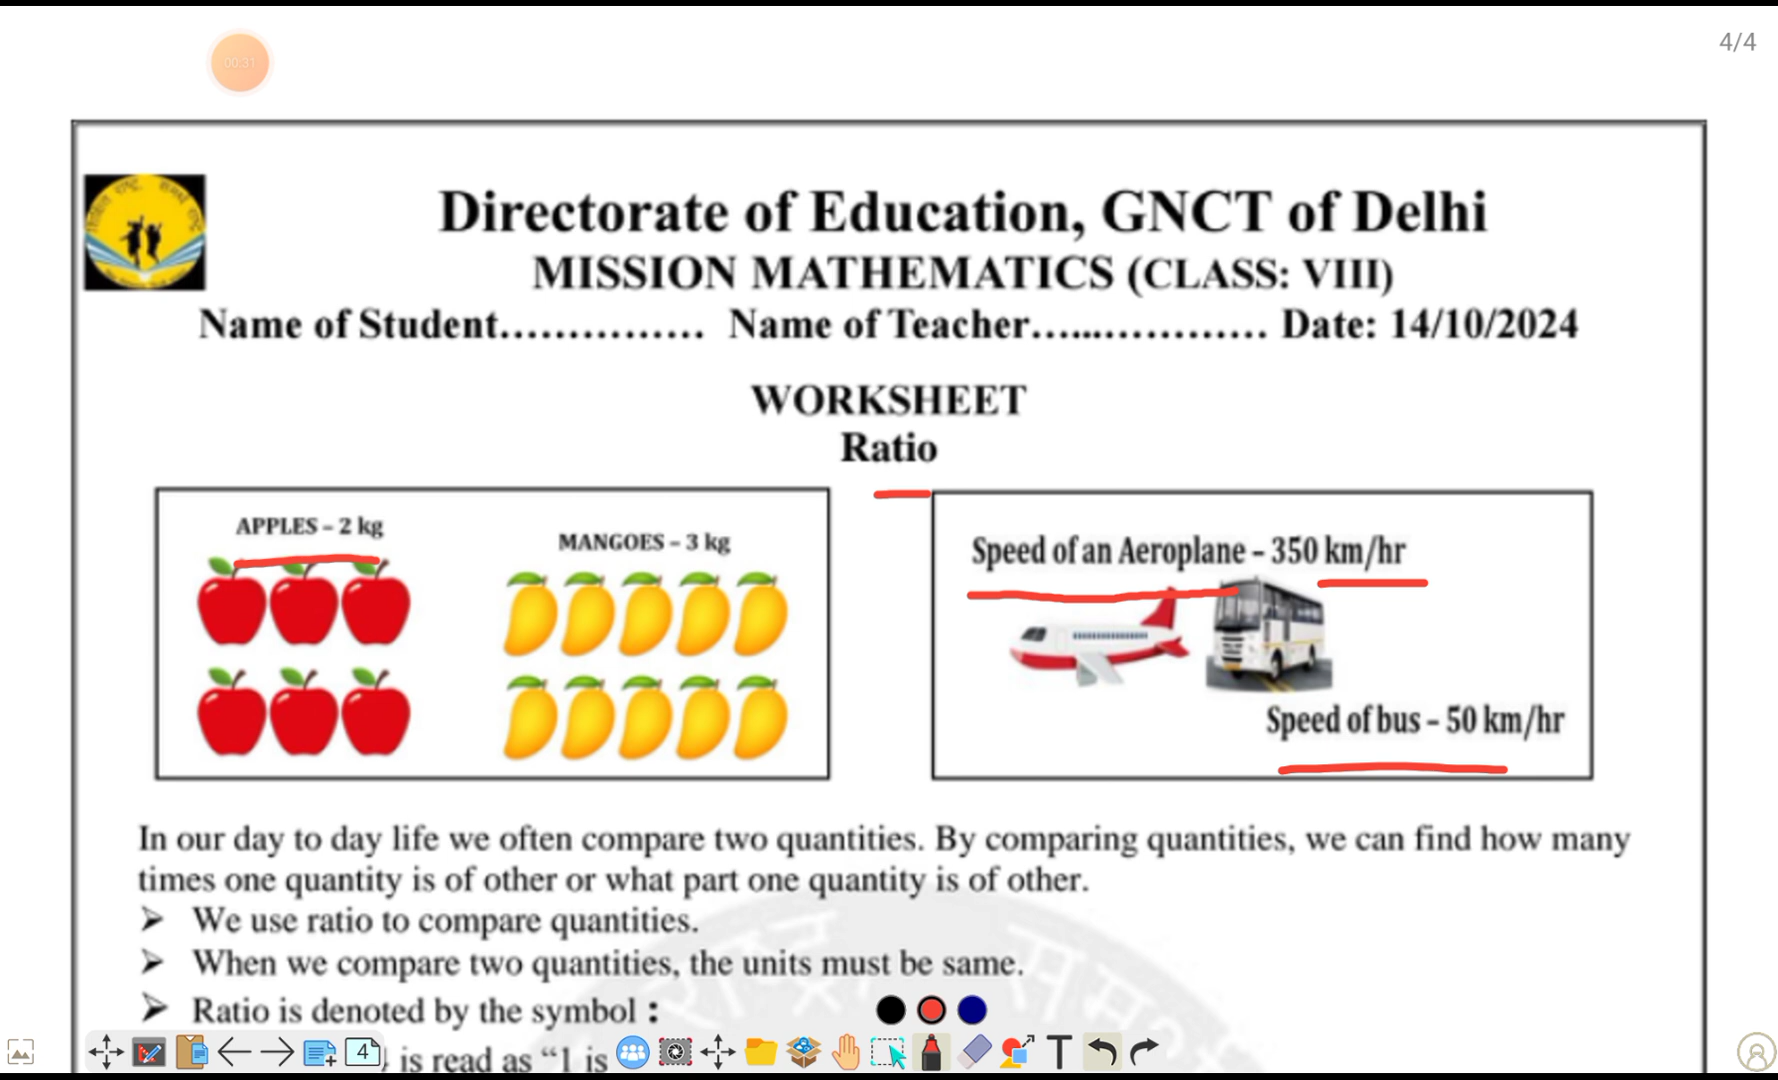 00:31
4/4
Directorate of Education, GNCT of Delhi
MISSION MATHEMATICS (CLASS: VIII)
Name of Student............... Name of Teacher.................. Date: 14/10/2024
WORKSHEET
Ratio
APPLES – 2 kg
MANGOES – 3 kg
Speed of an Aeroplane – 350 km/hr
Speed of bus – 50 km/hr
In our day to day life we often compare two quantities. By comparing quantities, we can find how many
times one quantity is of other or what part one quantity is of other.
➤ We use ratio to compare quantities.
➤ When we compare two quantities, the units must be same.
➤ Ratio is denoted by the symbol :
is read as “1 is
4
T